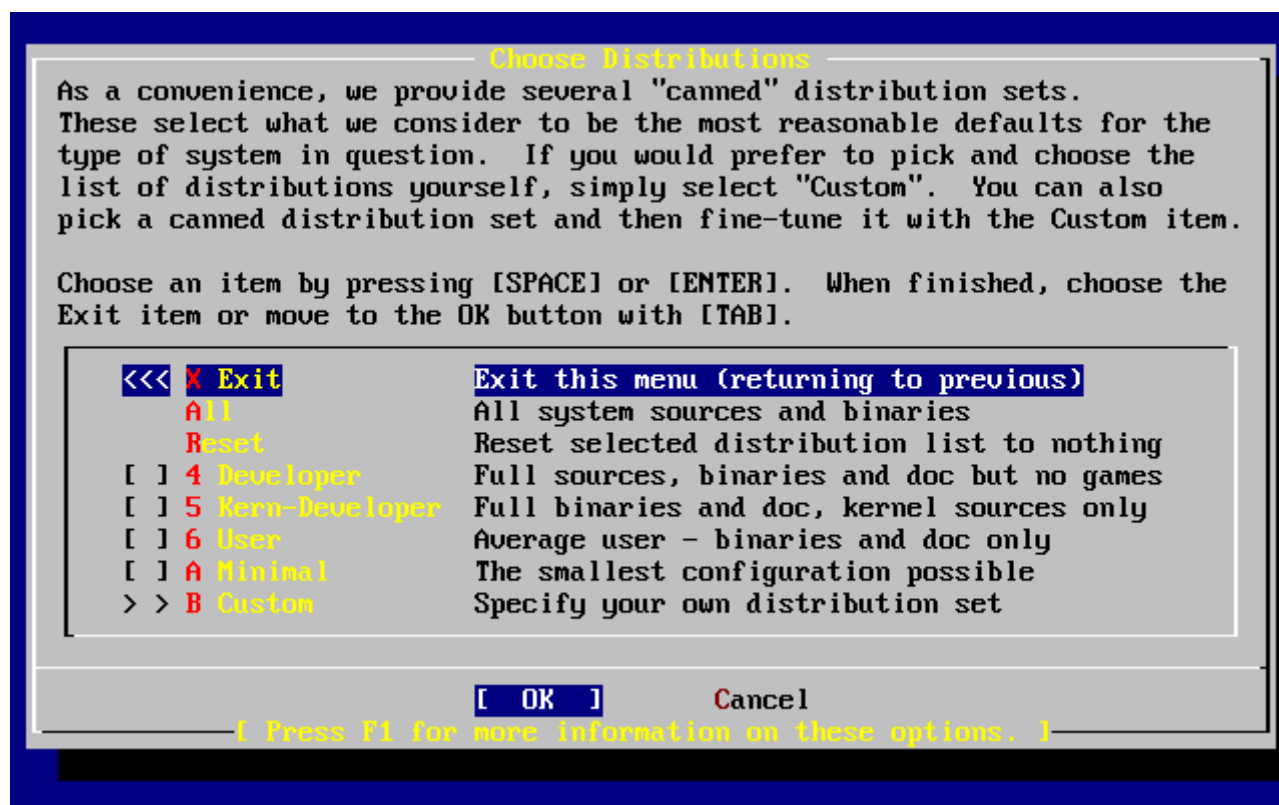 Choose Distributions
As a convenience, we provide several "canned" distribution sets.
These select what we consider to be the most reasonable defaults for the
type of system in question.  If you would prefer to pick and choose the
list of distributions yourself, simply select "Custom".  You can also
pick a canned distribution set and then fine-tune it with the Custom item.
Choose an item by pressing [SPACE] or [ENTER].  When finished, choose the
Exit item or move to the OK button with [TAB].
<<< X Exit Exit this menu (returning to previous)
All All system sources and binaries
Reset Reset selected distribution list to nothing
[ ] 4 Developer Full sources, binaries and doc but no games
[ ] 5 Kern-Developer Full binaries and doc, kernel sources only
[ ] 6 User Average user - binaries and doc only
[ ] A Minimal The smallest configuration possible
> > B Custom Specify your own distribution set
[  OK  ] Cancel
[ Press F1 for more information on these options. ]